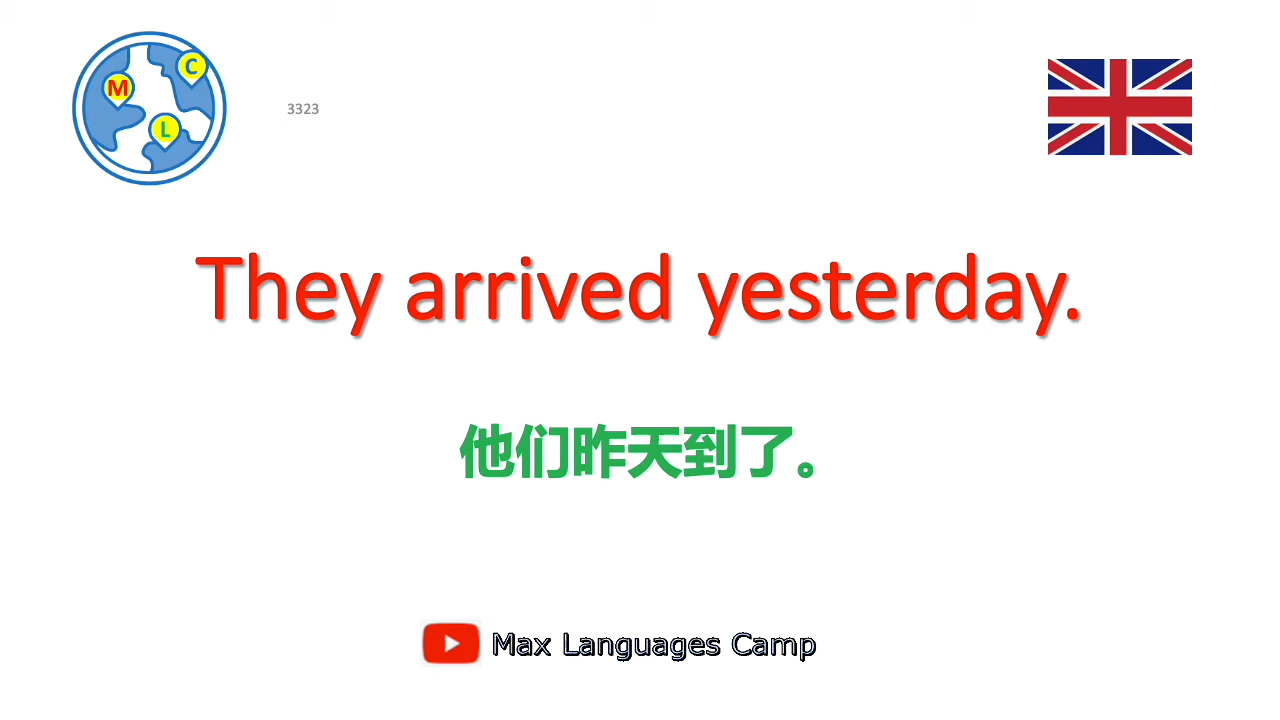 M
C
L
3323
They arrived yesterday.
他们昨天到了。
Max Languages Camp